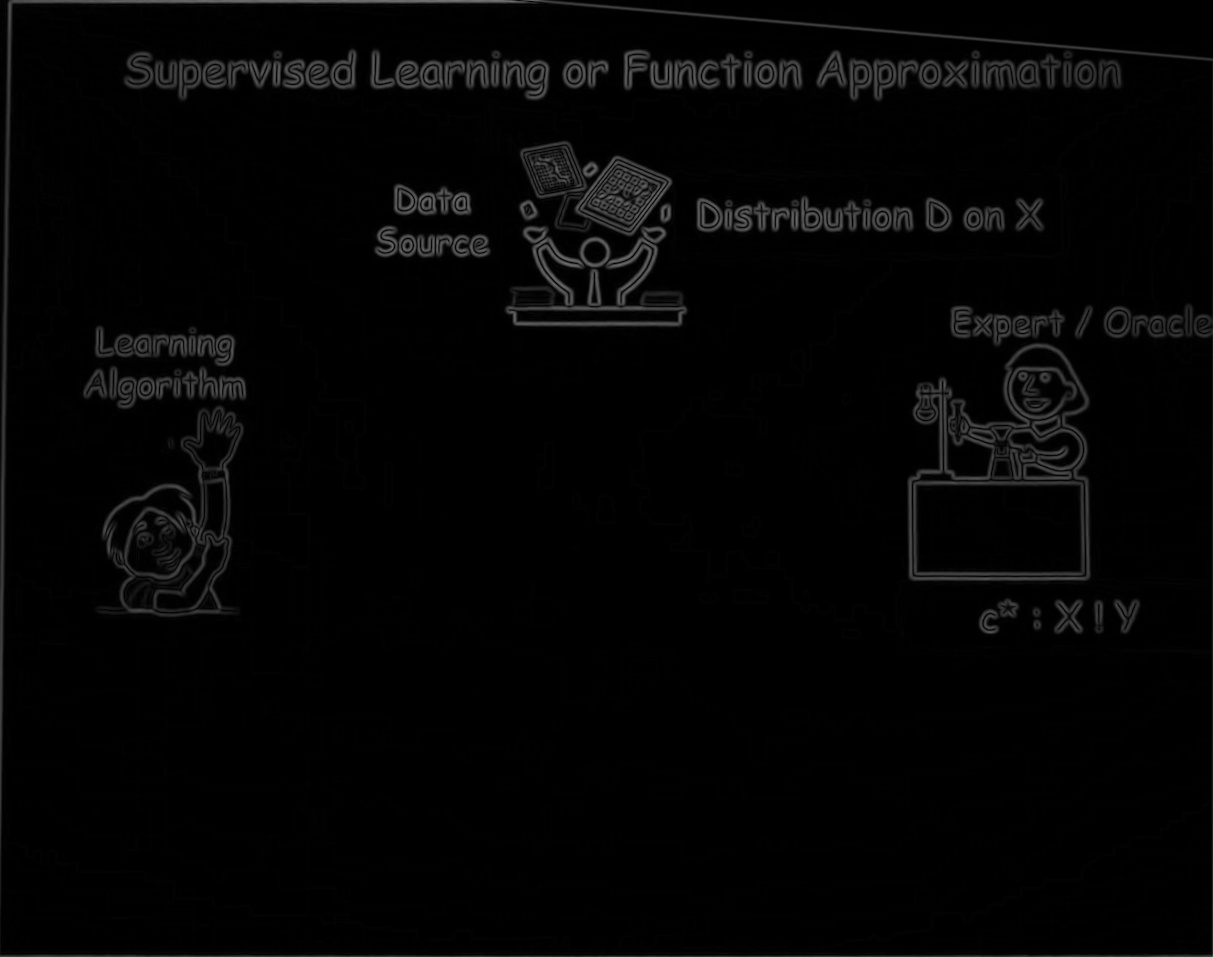 Supervised Learning or Function Approximation
Data
Source
Distribution D on X
Expert / Oracle
Learning
Algorithm
c* : X ! Y